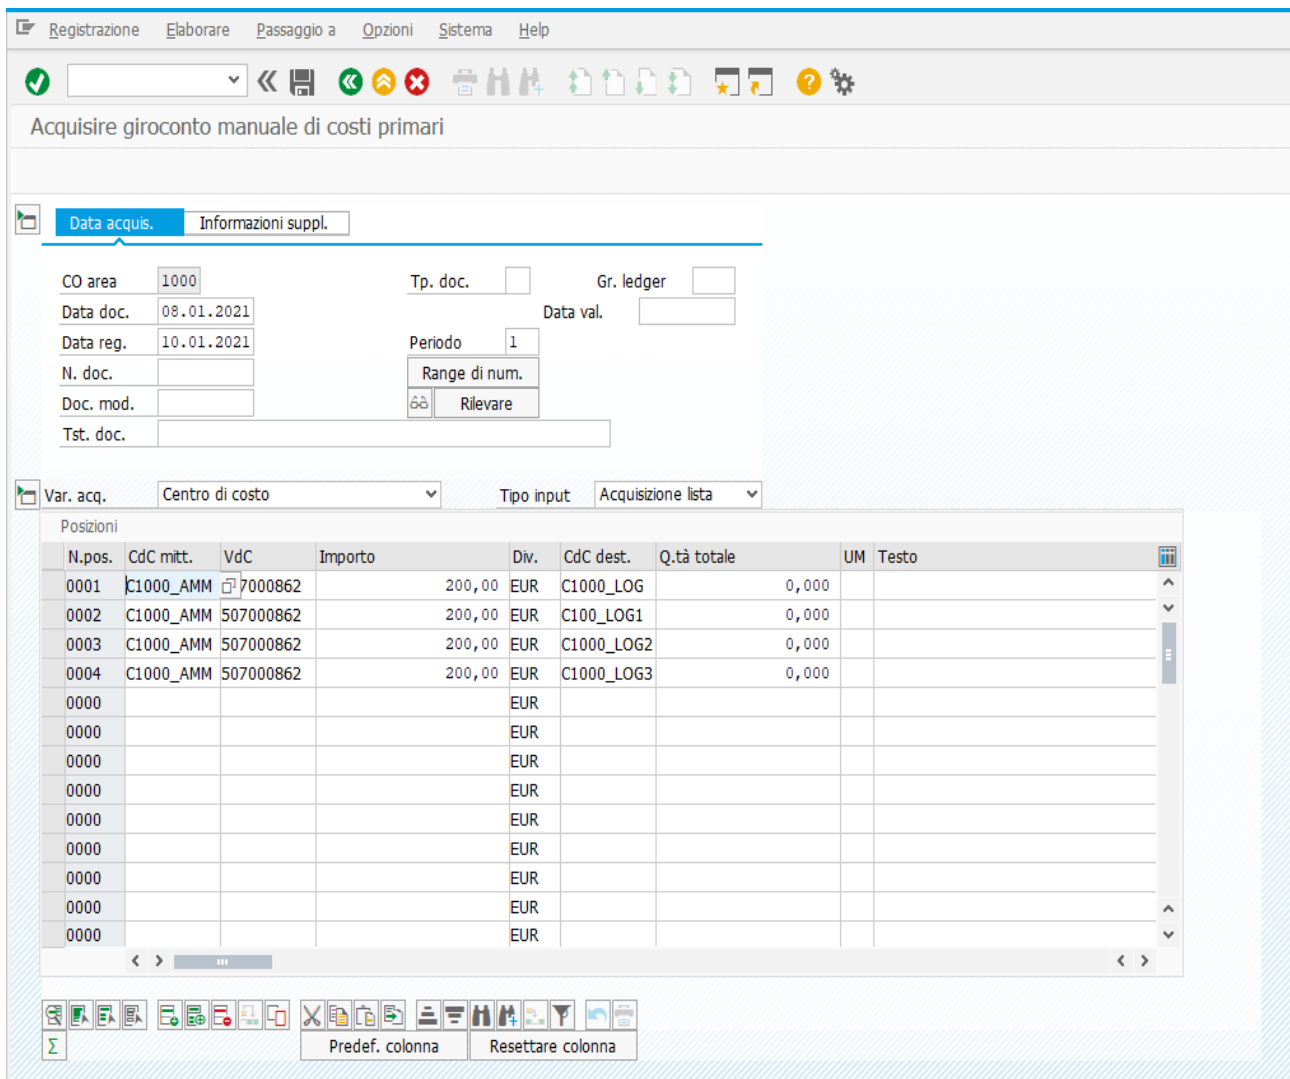 Registrazione Elaborare Passaggio a Opzioni Sistema Help
Acquisire giroconto manuale di costi primari
Data acquis. Informazioni suppl.
CO area 1000 Tp. doc. Gr. ledger
Data doc. 08.01.2021 Data val.
Data reg. 10.01.2021 Periodo 1
N. doc. Range di num.
Doc. mod. Rilevare
Tst. doc.
Var. acq. Centro di costo Tipo input Acquisizione lista
Posizioni
N.pos. CdC mitt. VdC Importo Div. CdC dest. Q.tà totale UM Testo
0001 C1000_AMM 7000862 200,00 EUR C1000_LOG 0,000
0002 C1000_AMM 507000862 200,00 EUR C100_LOG1 0,000
0003 C1000_AMM 507000862 200,00 EUR C1000_LOG2 0,000
0004 C1000_AMM 507000862 200,00 EUR C1000_LOG3 0,000
0000 EUR
0000 EUR
0000 EUR
0000 EUR
0000 EUR
0000 EUR
0000 EUR
0000 EUR
0000 EUR
Predef. colonna Resettare colonna